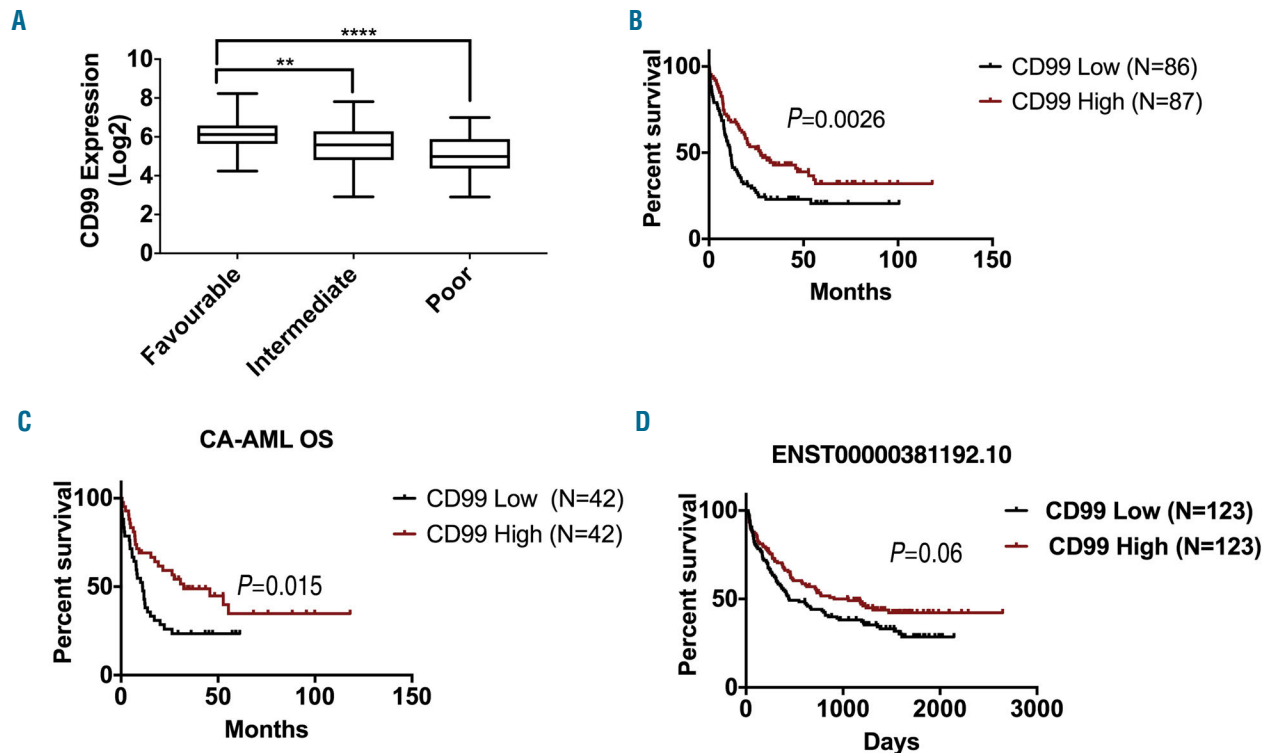 A
CD99 Expression
(Log2)
10
8
6
4
2
0
****
**
Favourable
Intermediate
Poor
B
Percent survival
100
50
0
P=0.0026
CD99 Low (N=86)
CD99 High (N=87)
0
50
100
150
Months
C
CA-AML OS
Percent survival
100
50
0
P=0.015
CD99 Low (N=42)
CD99 High (N=42)
0
50
100
150
Months
D
ENST00000381192.10
Percent survival
100
50
0
P=0.06
CD99 Low (N=123)
CD99 High (N=123)
0
1000
2000
3000
Days